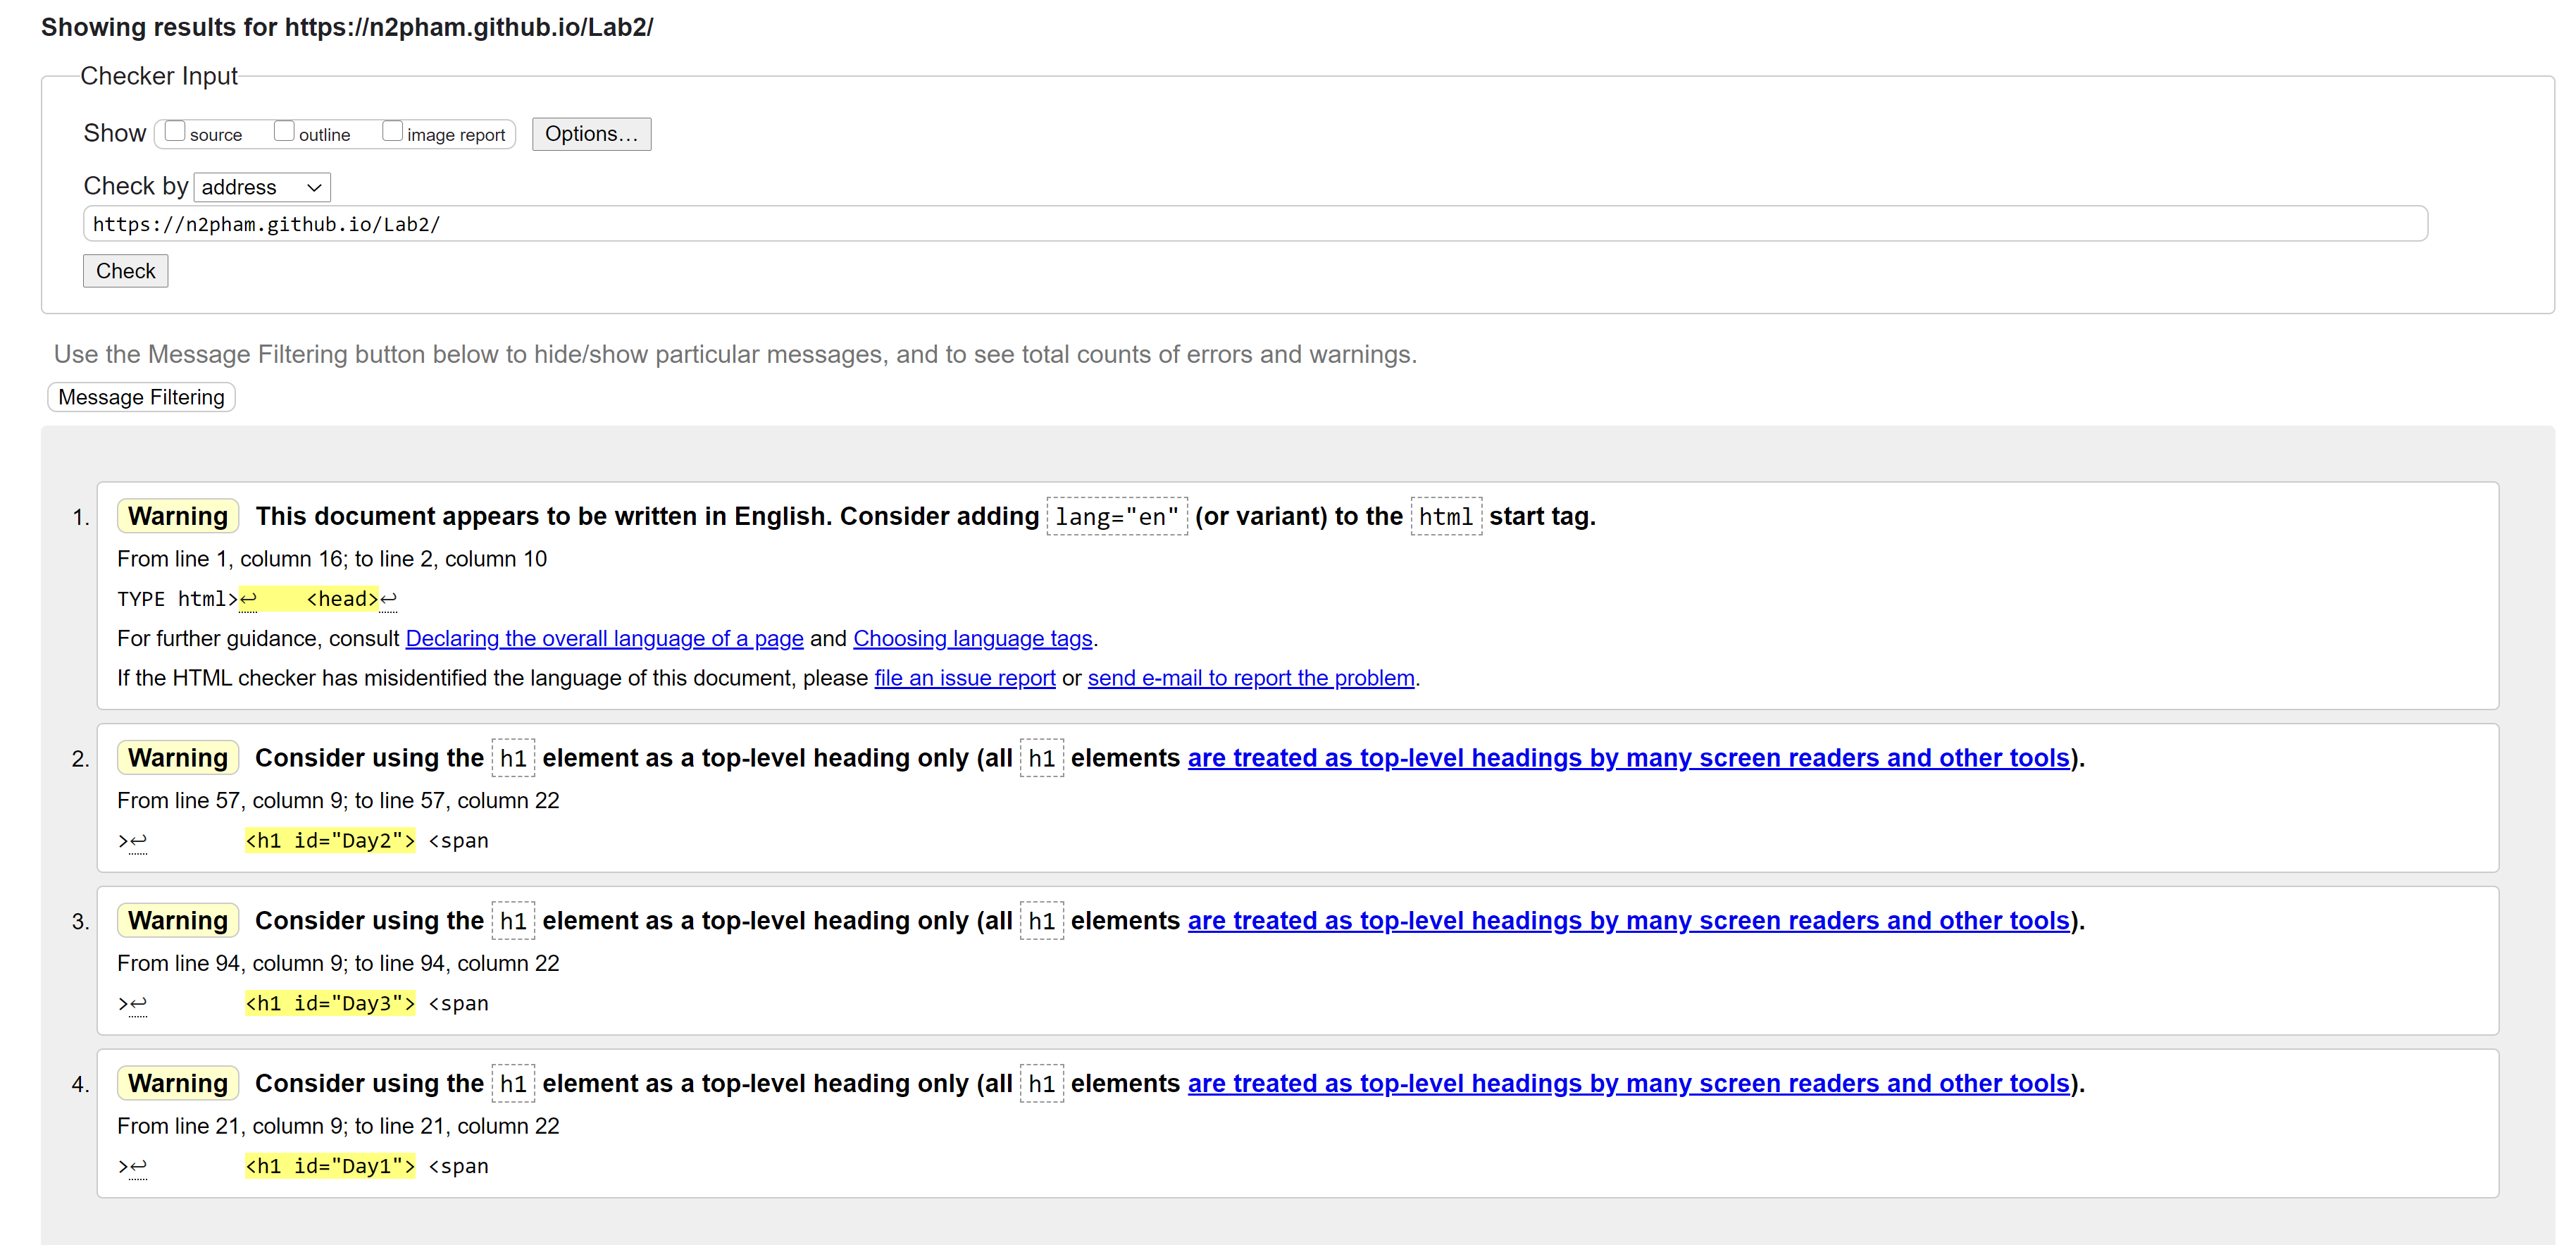 Showing results for https://n2pham.github.io/Lab2/
Checker Input
Show source outline image report Options...
Check by address
https://n2pham.github.io/Lab2/
Check
Use the Message Filtering button below to hide/show particular messages, and to see total counts of errors and warnings.
Message Filtering
1. Warning This document appears to be written in English. Consider adding lang="en" (or variant) to the html start tag.
From line 1, column 16; to line 2, column 10
TYPE html>↩    <head>↩
For further guidance, consult Declaring the overall language of a page and Choosing language tags.
If the HTML checker has misidentified the language of this document, please file an issue report or send e-mail to report the problem.
2. Warning Consider using the h1 element as a top-level heading only (all h1 elements are treated as top-level headings by many screen readers and other tools).
From line 57, column 9; to line 57, column 22
>↩        <h1 id="Day2"> <span
3. Warning Consider using the h1 element as a top-level heading only (all h1 elements are treated as top-level headings by many screen readers and other tools).
From line 94, column 9; to line 94, column 22
>↩        <h1 id="Day3"> <span
4. Warning Consider using the h1 element as a top-level heading only (all h1 elements are treated as top-level headings by many screen readers and other tools).
From line 21, column 9; to line 21, column 22
>↩        <h1 id="Day1"> <span